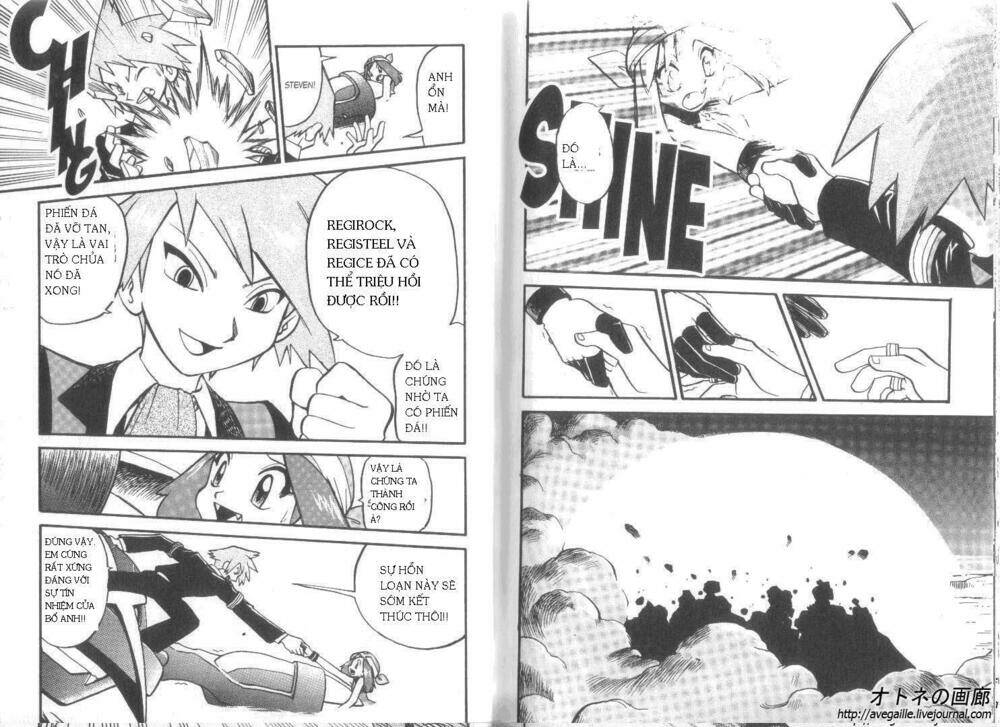 CHING
STEVEN!
ANH
ỔN
MÀ!
PHIẾN ĐÁ
ĐÃ VỠ TAN,
VẬY LÀ VAI
TRÒ CHỦA
NÓ ĐÃ
XONG!
REGIROCK,
REGISTEEL VÀ
REGICE ĐÃ CÓ
THỂ TRIỆU HỒI
ĐƯỢC RỒI!!
ĐÓ LÀ
CHÚNG
NHỜ TA
CÓ PHIẾN
ĐÁ!!
VẬY LÀ
CHÚNG TA
THÀNH
CÔNG RỒI
À?
ĐÚNG VẬY.
EM CŨNG
RẤT XỨNG
ĐÁNG VỚI
SỰ TÍN
NHIỆM CỦA
BỐ ANH!!
SỰ HỖN
LOẠN NÀY SẼ
SỚM KẾT
THÚC THÔI!!
ĐÓ
LÀ...
SHINE
オトネの画廊
http://avegaille.livejournal.com/